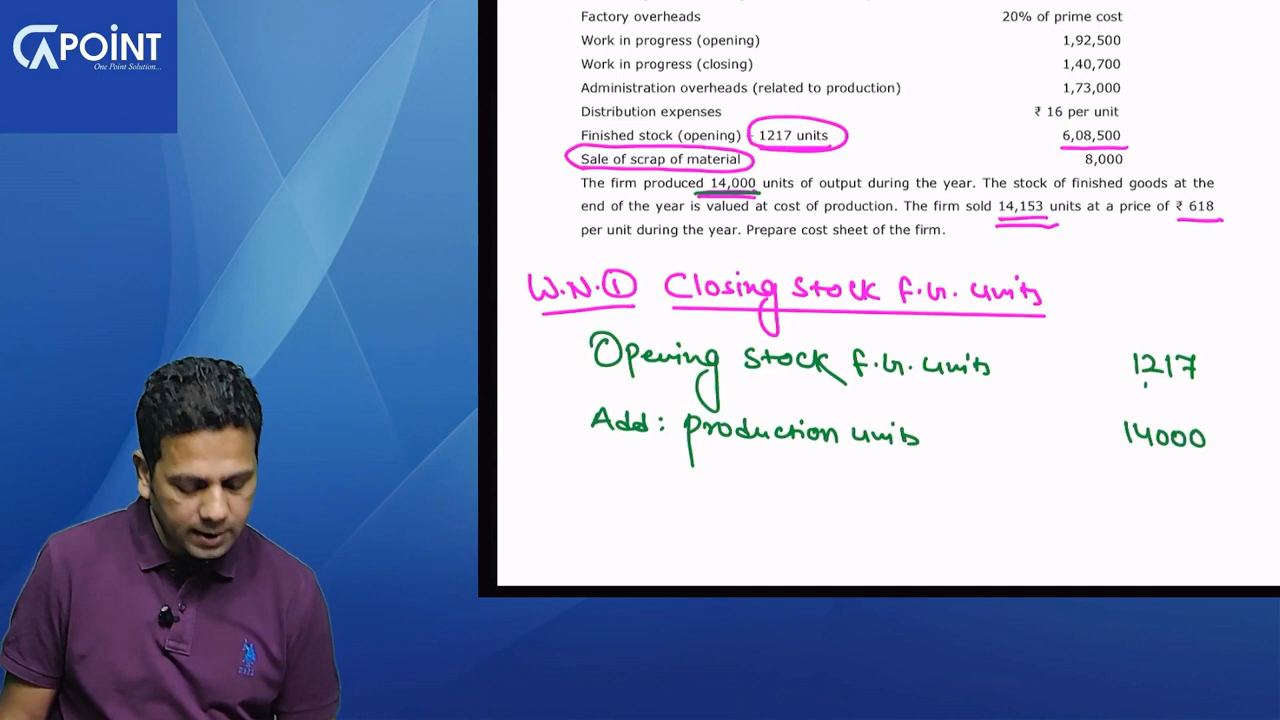 CAPOINT
One Point Solution...
Factory overheads 20% of prime cost
Work in progress (opening) 1,92,500
Work in progress (closing) 1,40,700
Administration overheads (related to production) 1,73,000
Distribution expenses ₹ 16 per unit
Finished stock (opening) - 1217 units 6,08,500
Sale of scrap of material 8,000
The firm produced 14,000 units of output during the year. The stock of finished goods at the
end of the year is valued at cost of production. The firm sold 14,153 units at a price of ₹ 618
per unit during the year. Prepare cost sheet of the firm.
W.N.① Closing Stock f.G. units
Opening Stock f.G. units 1217
Add: production units 14000